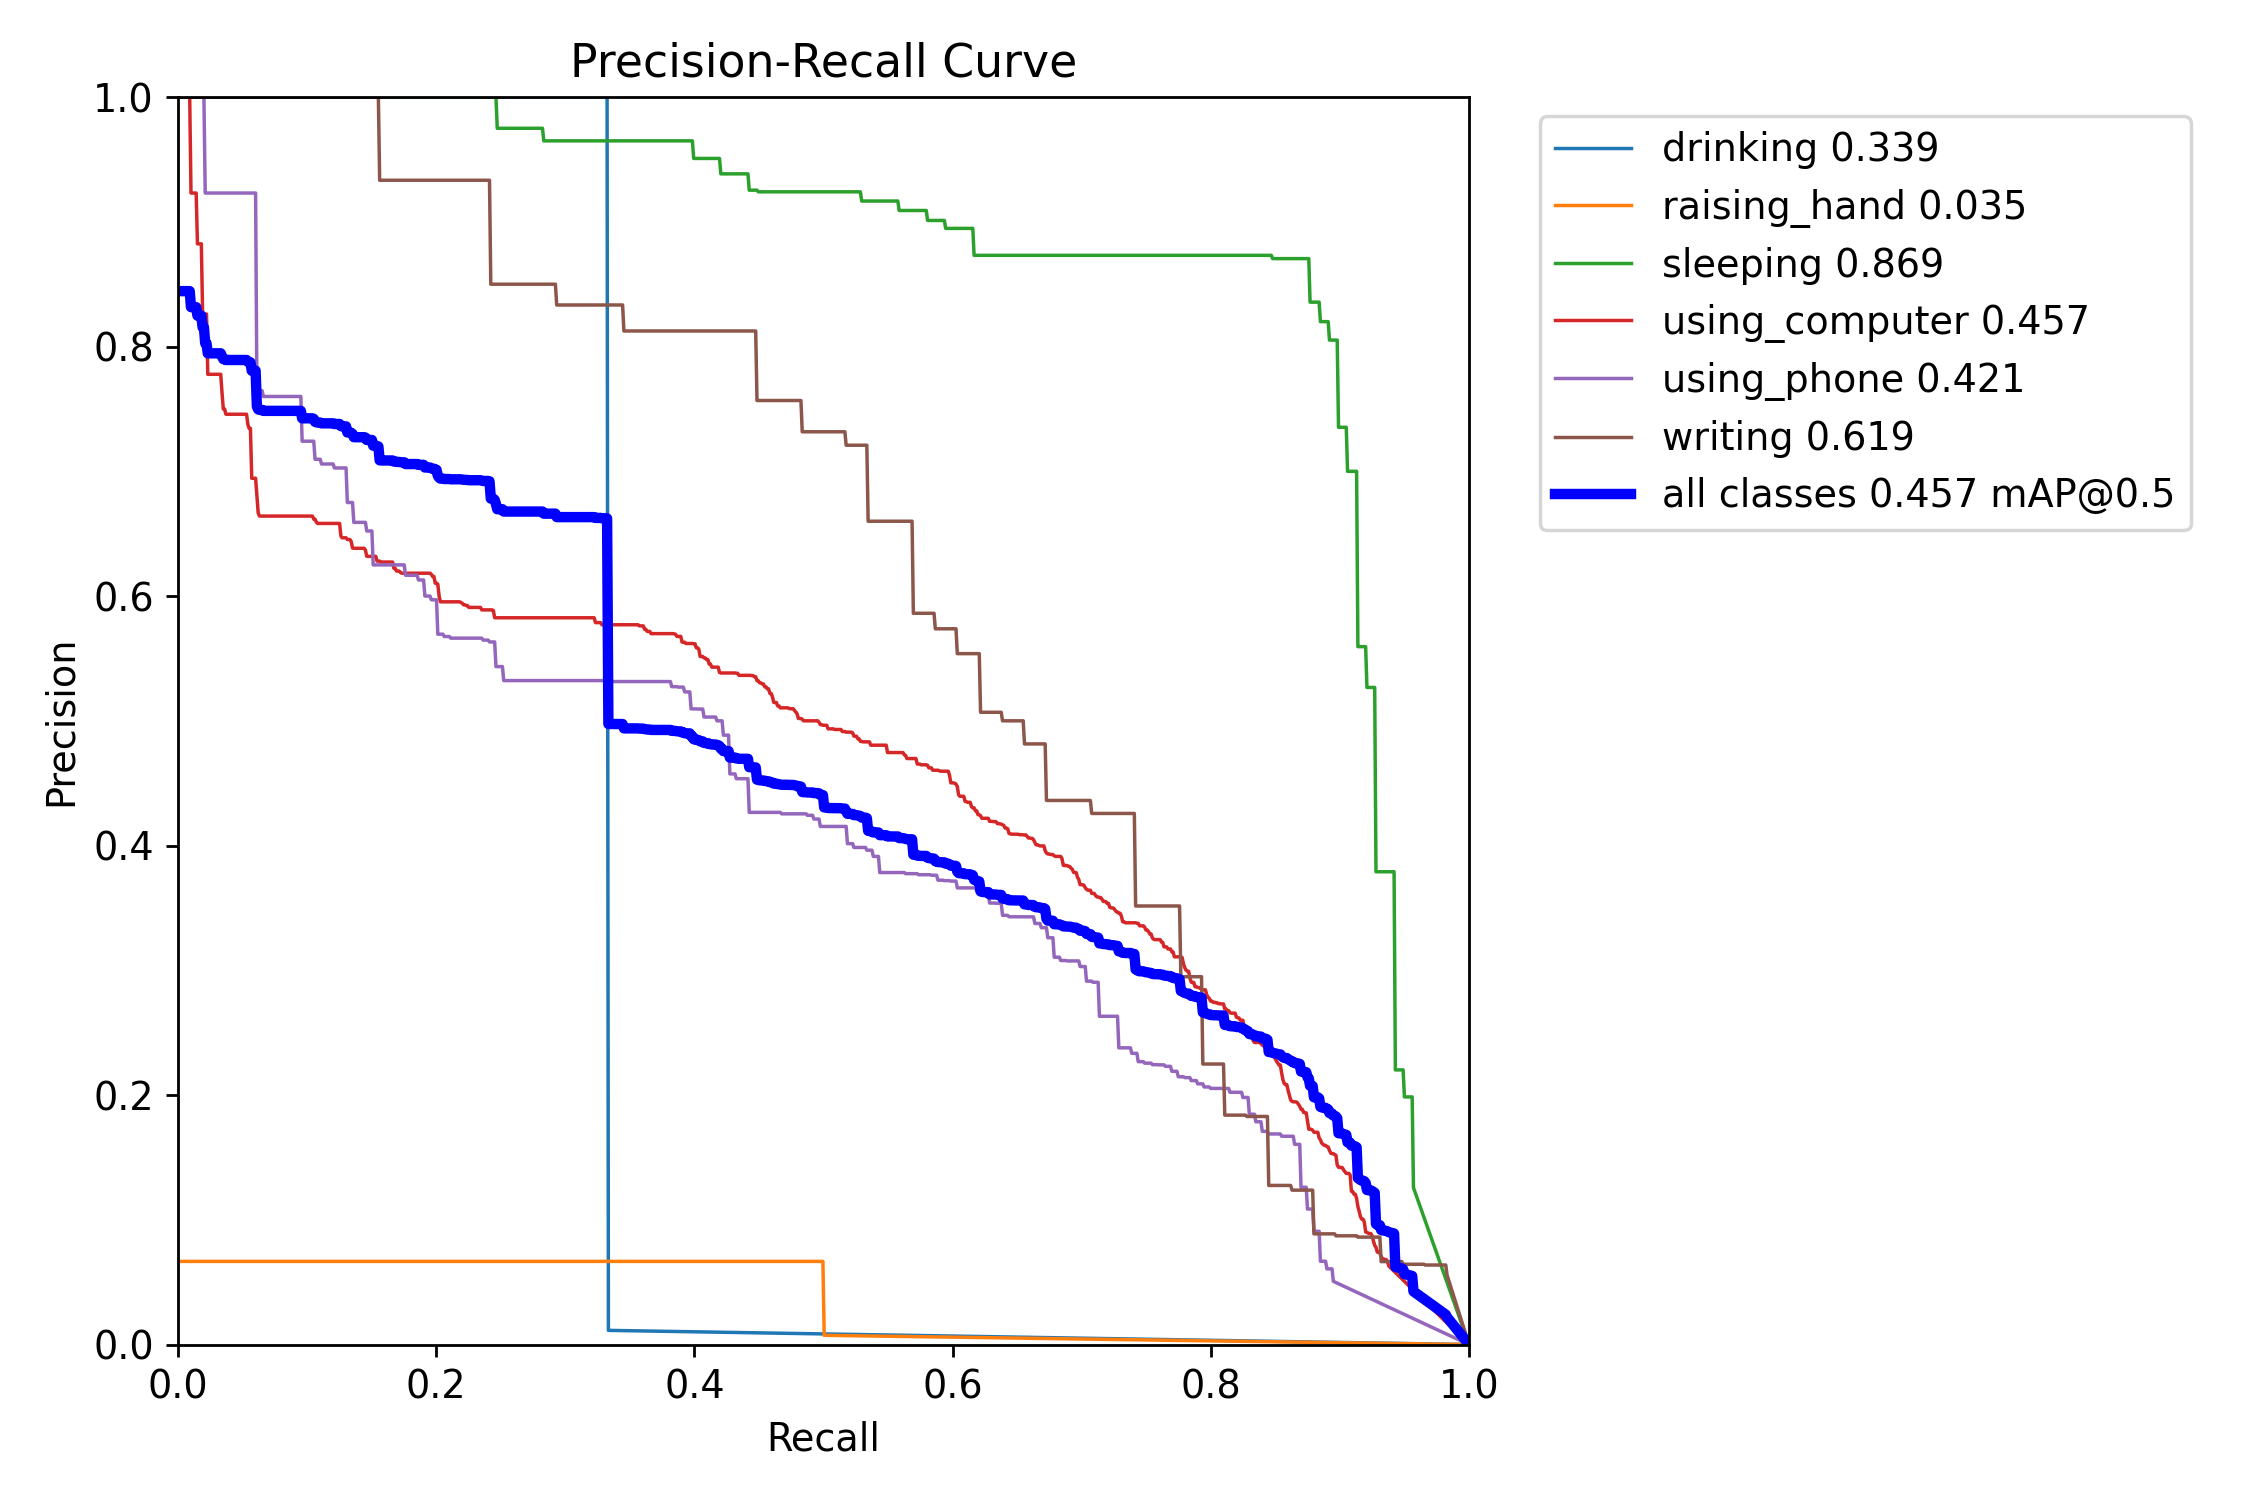 Precision-Recall Curve
1.0
0.8
0.6
0.4
0.2
0.0
Precision
0.0 0.2 0.4 0.6 0.8 1.0
Recall
drinking 0.339
raising_hand 0.035
sleeping 0.869
using_computer 0.457
using_phone 0.421
writing 0.619
all classes 0.457 mAP@0.5